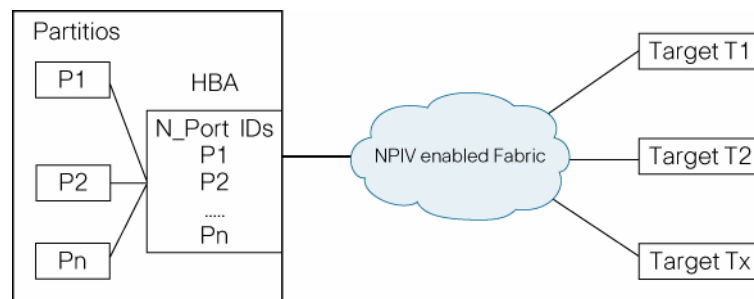 Partitios
P1
P2
Pn
HBA
N_Port IDs
P1
P2
.....
Pn
NPIV enabled Fabric
Target T1
Target T2
Target Tx